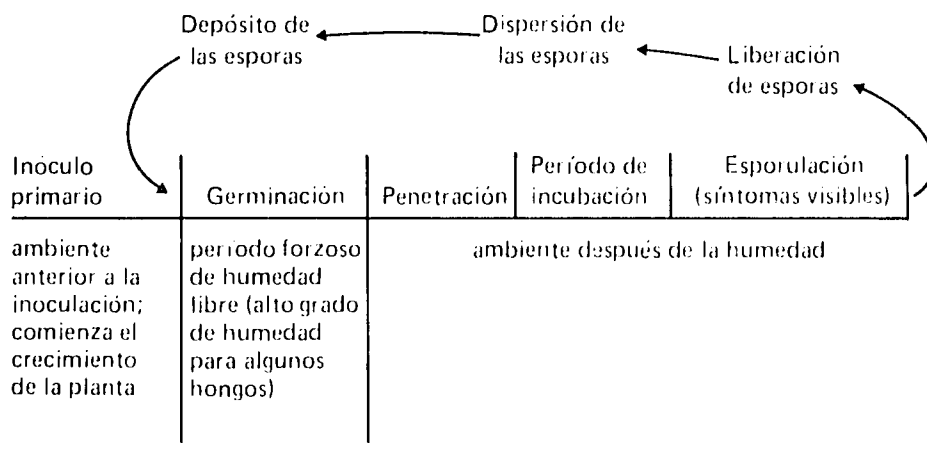 Depósito de
las esporas
Dispersión de
las esporas
Liberación
de esporas
Inóculo
primario
Germinación
Penetración
Período de
incubación
Esporulación
(síntomas visibles)
ambiente
anterior a la
inoculación;
comienza el
crecimiento
de la planta
período forzoso
de humedad
libre (alto grado
de humedad
para algunos
hongos)
ambiente después de la humedad